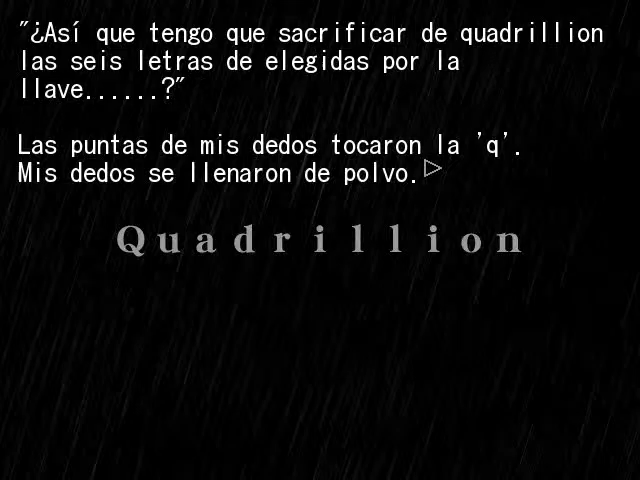 "¿Así que tengo que sacrificar de quadrillion
las seis letras de elegidas por la
llave......?"
Las puntas de mis dedos tocaron la 'q'.
Mis dedos se llenaron de polvo.
Quadrillion